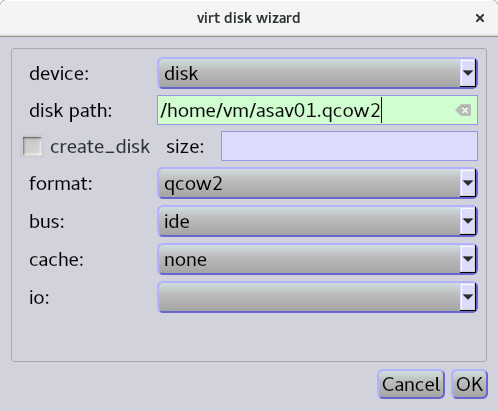 virt disk wizard
device: disk
disk path: /home/vm/asav01.qcow2
create_disk size:
format: qcow2
bus: ide
cache: none
io:
Cancel OK